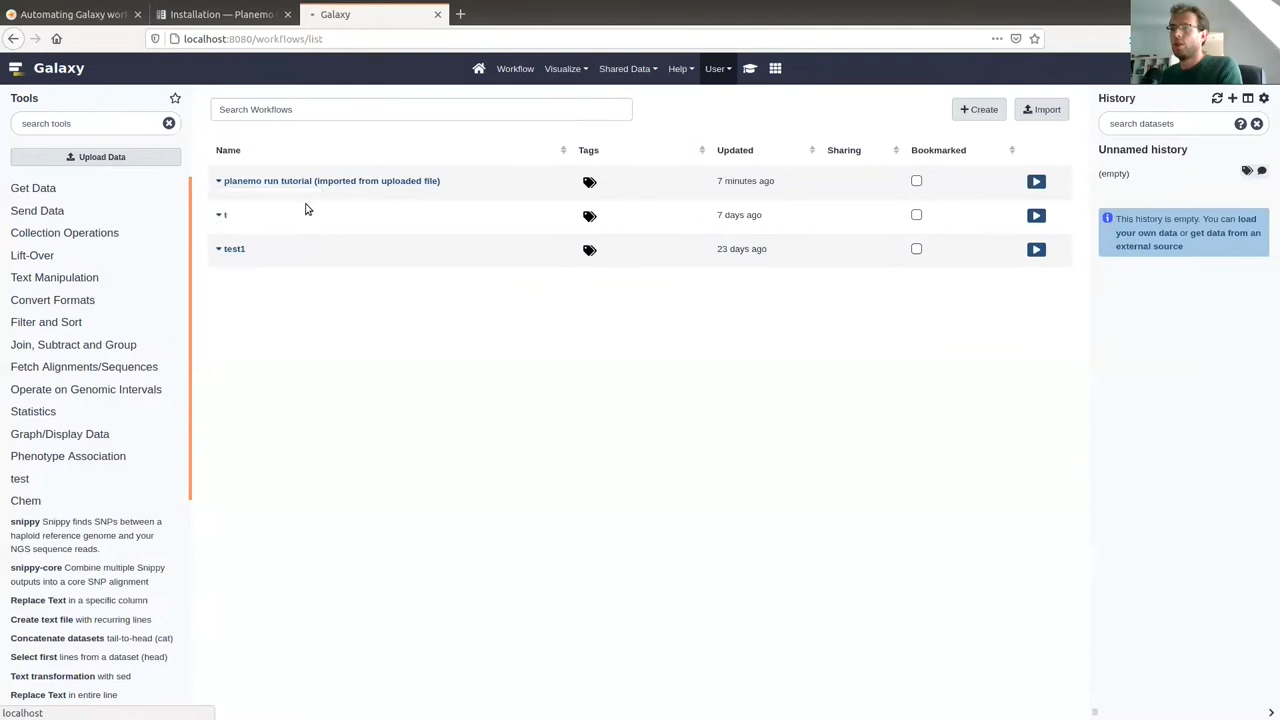 Automating Galaxy wor
Installation — Planemo
Galaxy
localhost:8080/workflows/list
Galaxy
Workflow
Visualize
Shared Data
Help
User
Tools
search tools
Upload Data
Get Data
Send Data
Collection Operations
Lift-Over
Text Manipulation
Convert Formats
Filter and Sort
Join, Subtract and Group
Fetch Alignments/Sequences
Operate on Genomic Intervals
Statistics
Graph/Display Data
Phenotype Association
test
Chem
snippy Snippy finds SNPs between a
haploid reference genome and your
NGS sequence reads.
snippy-core Combine multiple Snippy
outputs into a core SNP alignment
Replace Text in a specific column
Create text file with recurring lines
Concatenate datasets tail-to-head (cat)
Select first lines from a dataset (head)
Text transformation with sed
Replace Text in entire line
localhost
Search Workflows
Create
Import
Name
Tags
Updated
Sharing
Bookmarked
planemo run tutorial (imported from uploaded file)
7 minutes ago
t
7 days ago
test1
23 days ago
History
search datasets
Unnamed history
(empty)
This history is empty. You can load
your own data or get data from an
external source